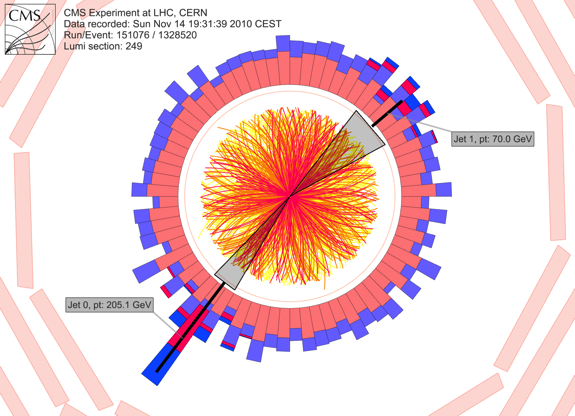 CMS
CMS Experiment at LHC, CERN
Data recorded: Sun Nov 14 19:31:39 2010 CEST
Run/Event: 151076 / 1328520
Lumi section: 249
Jet 1, pt: 70.0 GeV
Jet 0, pt: 205.1 GeV